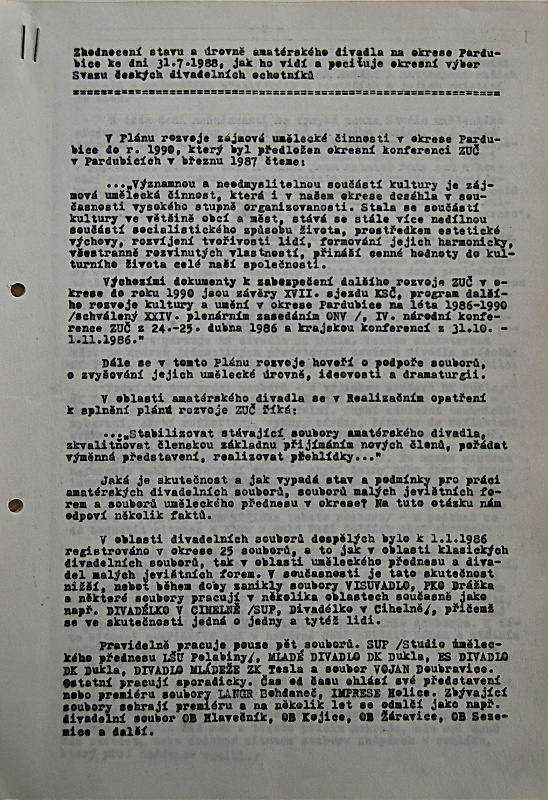 Zhodnocení stavu a úrovně amatérského divadla na okrese Pardu-
bice ke dni 31.7.1988, jak ho vidí a pociťuje okresní výbor
Svazu českých divadelních ochotníků
V Plánu rozvoje zájmové umělecké činnosti v okrese Pardu-
bice do r. 1990, který byl předložen okresní konferenci ZUČ
v Pardubicích v březnu 1987 čteme:
..."Významnou a neodmyslitelnou součástí kultury je záj-
mová umělecká činnost, která i v našem okrese dosáhla v sou-
časnosti vysokého stupně organizovanosti. Stala se součástí
kultury ve většině obcí a měst, stává se stále více nedílnou
součástí socialistického způsobu života, prostředkem estetické
výchovy, rozvíjení tvořivosti lidí, formování jejich harmonicky,
všestranně rozvinutých vlastností, přináší cenné hodnoty do kul-
turního života celé naší společnosti.
Výchozími dokumenty k zabezpečení dalšího rozvoje ZUČ v o-
krese do roku 1990 jsou závěry XVII. sjezdu KSČ, program další-
ho rozvoje kultury a umění v okrese Pardubice na léta 1986-1990
/schválený XXIV. plenárním zasedáním ONV /, IV. národní konfe-
rence ZUČ z 24.-25. dubna 1986 a krajskou konferencí z 31.10. -
1.11.1986."
Dále se v tomto Plánu rozvoje hovoří o podpoře souborů,
o zvyšování jejich umělecké úrovně, ideovosti a dramaturgii.
V oblasti amatérského divadla se v Realizačním opatření
k splnění plánů rozvoje ZUČ říká:
..."Stabilizovat stávající soubory amatérského divadla,
zkvalitňovat členskou základnu přijímáním nových členů, pořádat
výměnná představení, realizovat přehlídky..."
Jaká je skutečnost a jak vypadá stav a podmínky pro práci
amatérských divadelních souborů, souborů malých jevištních fo-
rem a souborů uměleckého přednesu v okrese? Na tuto otázku nám
odpoví několik faktů.
V oblasti divadelních souborů dospělých bylo k 1.1.1986
registrováno v okrese 25 souborů, a to jak v oblasti klasických
divadelních souborů, tak v oblasti uměleckého přednesu a diva-
del malých jevištních forem. V současnosti je tato skutečnost
nižší, neboť během doby zanikly soubory VISUVADLO, PKO Drážka
a některé soubory pracují v několika oblastech současně jako
např. DIVADÉLKO V CIHELNĚ /SUP, Divadélko v Cihelně/, přičemž
se ve skutečnosti jedná o jedny a tytéž lidi.
Pravidelně pracuje pouze pět souborů. SUP /Studio umělec-
kého přednesu LŠU Polabiny/, MLADÉ DIVADLO DK Dukla, ES DIVADLO
DK Dukla, DIVADLO MLÁDEŽE ZK Tesla a soubor VOJAN Doubravice.
Ostatní pracují sporadicky. Čas od času ohlásí své představení
nebo premiéru soubory LANGR Bohdaneč, IMPRESE Holice. Zbývající
soubory sehrají premiéru a na několik let se odmlčí jako např.
divadelní soubor OB Hlavečník, OB Kojice, OB Žáravice, OB Seze-
mice a další.